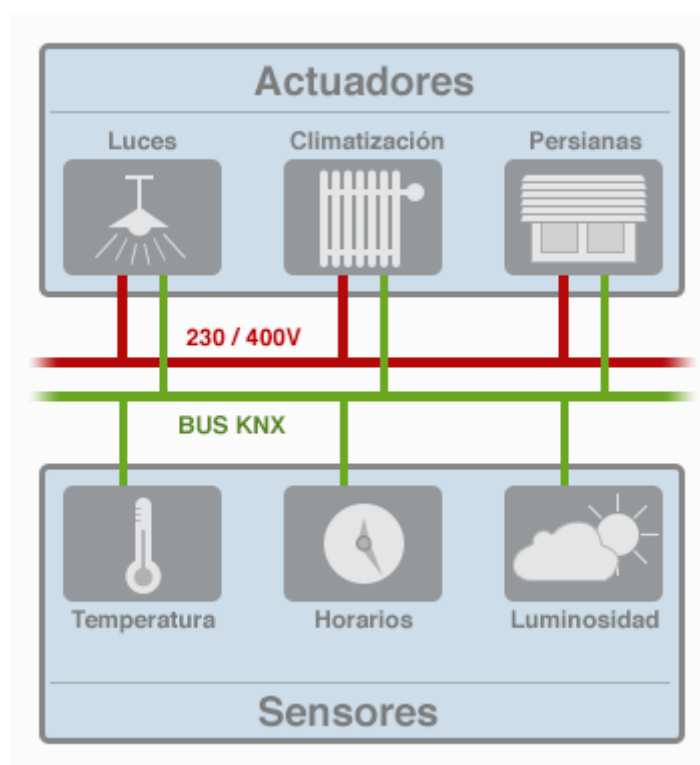 Actuadores
Luces Climatización Persianas
230 / 400V
BUS KNX
Temperatura Horarios Luminosidad
Sensores